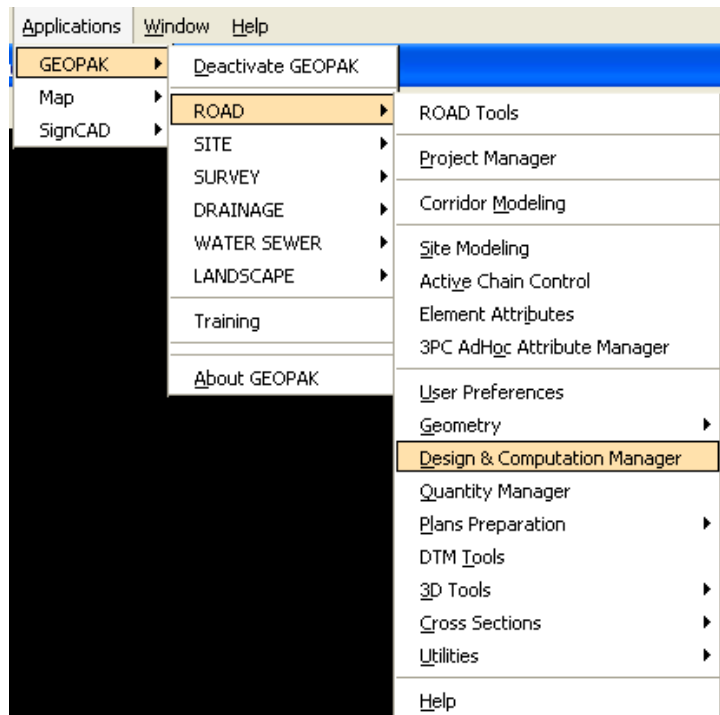 Applications Window Help
GEOPAK
Map
SignCAD
Deactivate GEOPAK
ROAD
SITE
SURVEY
DRAINAGE
WATER SEWER
LANDSCAPE
Training
About GEOPAK
ROAD Tools
Project Manager
Corridor Modeling
Site Modeling
Active Chain Control
Element Attributes
3PC AdHoc Attribute Manager
User Preferences
Geometry
Design & Computation Manager
Quantity Manager
Plans Preparation
DTM Tools
3D Tools
Cross Sections
Utilities
Help